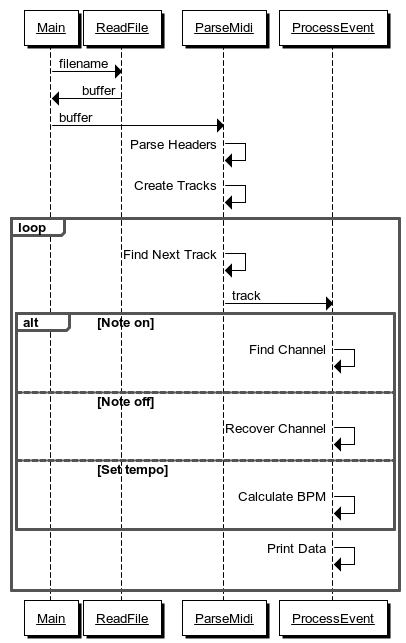 Main ReadFile ParseMidi ProcessEvent
filename
buffer
buffer
Parse Headers
Create Tracks
loop
Find Next Track
track
alt [Note on]
Find Channel
[Note off]
Recover Channel
[Set tempo]
Calculate BPM
Print Data
Main ReadFile ParseMidi ProcessEvent